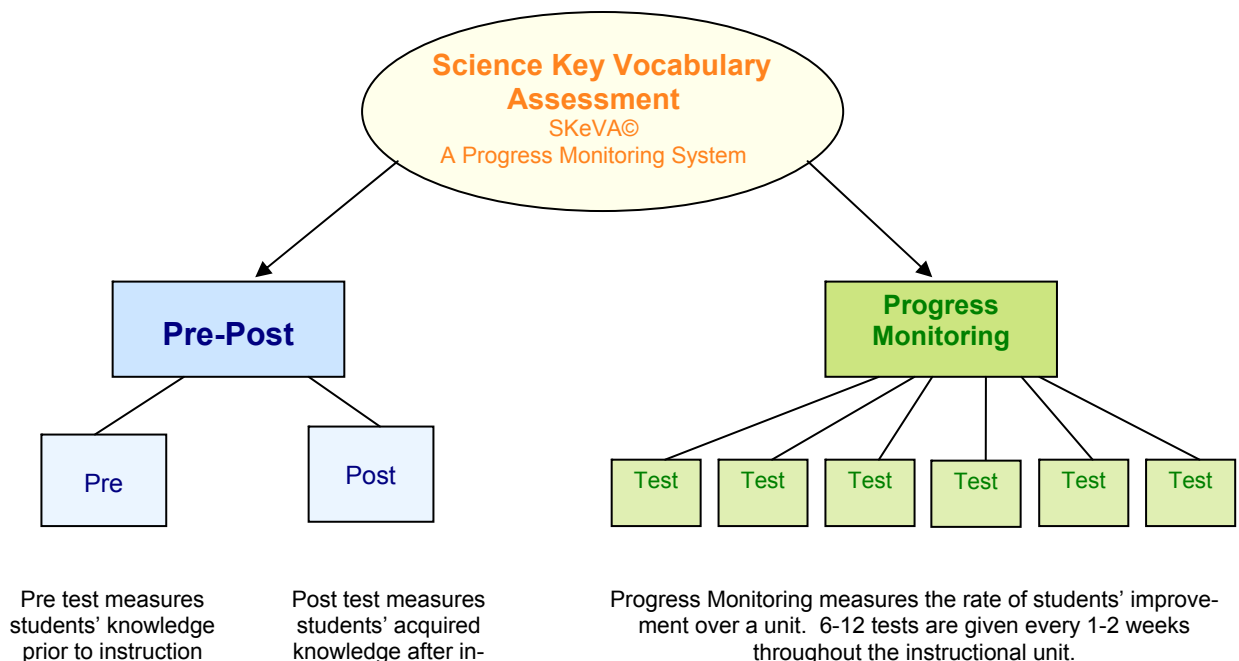 Science Key Vocabulary
Assessment
SKeVA©
A Progress Monitoring System
Pre-Post
Progress
Monitoring
Pre
Post
Test
Test
Test
Test
Test
Test
Pre test measures
students’ knowledge
prior to instruction
Post test measures
students’ acquired
knowledge after in-
Progress Monitoring measures the rate of students’ improve-
ment over a unit.  6-12 tests are given every 1-2 weeks
throughout the instructional unit.